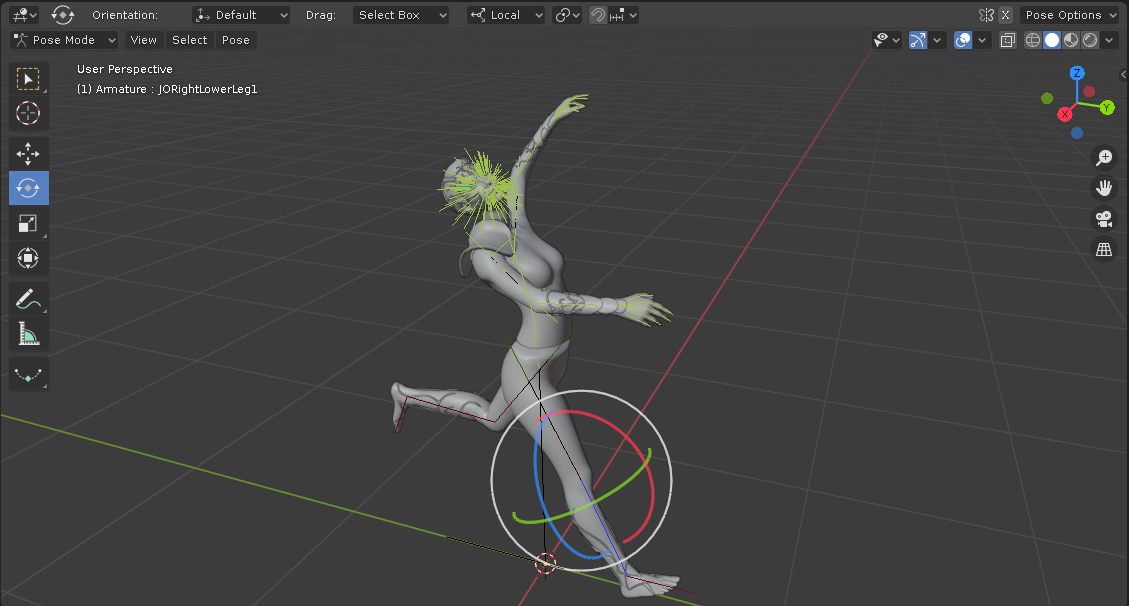 Orientation: Default Drag: Select Box Local X Pose Options
Pose Mode View Select Pose
User Perspective
(1) Armature : JORightLowerLeg1
Z
Y
X